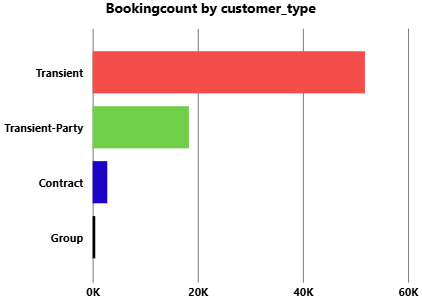 Bookingcount by customer_type
Transient
Transient-Party
Contract
Group
0K 20K 40K 60K